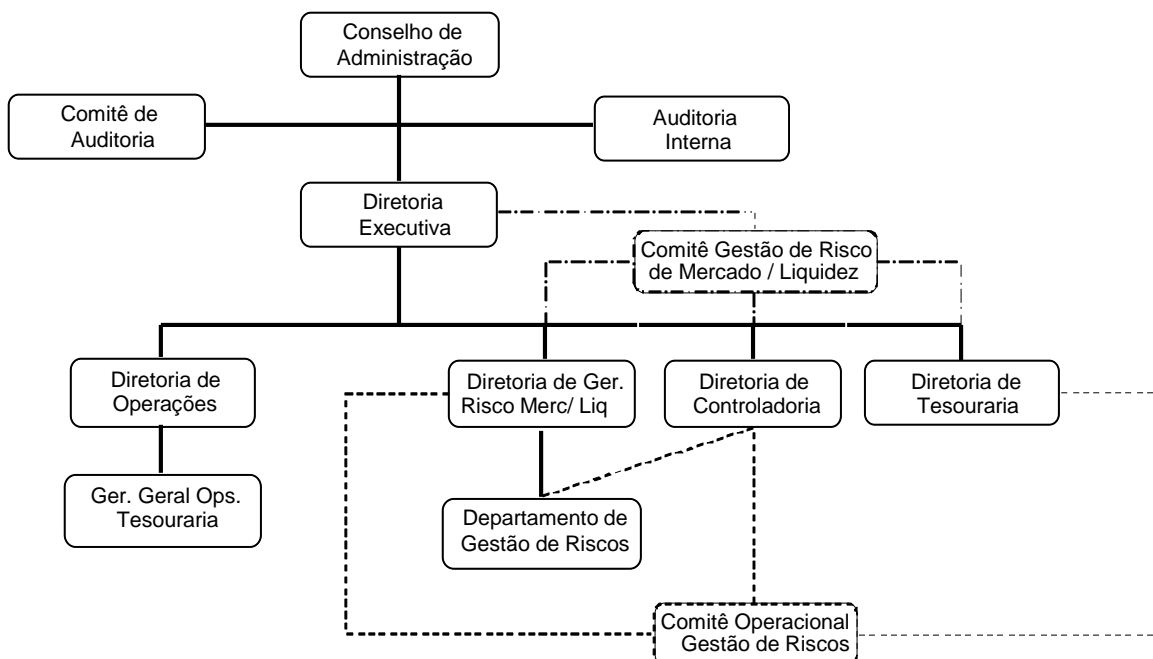 Conselho de
Administração
Comitê de
Auditoria
Auditoria
Interna
Diretoria
Executiva
Comitê Gestão de Risco
de Mercado / Liquidez
Diretoria de
Operações
Diretoria de Ger.
Risco Merc/ Liq
Diretoria de
Controladoria
Diretoria de
Tesouraria
Ger. Geral Ops.
Tesouraria
Departamento de
Gestão de Riscos
Comitê Operacional
Gestão de Riscos